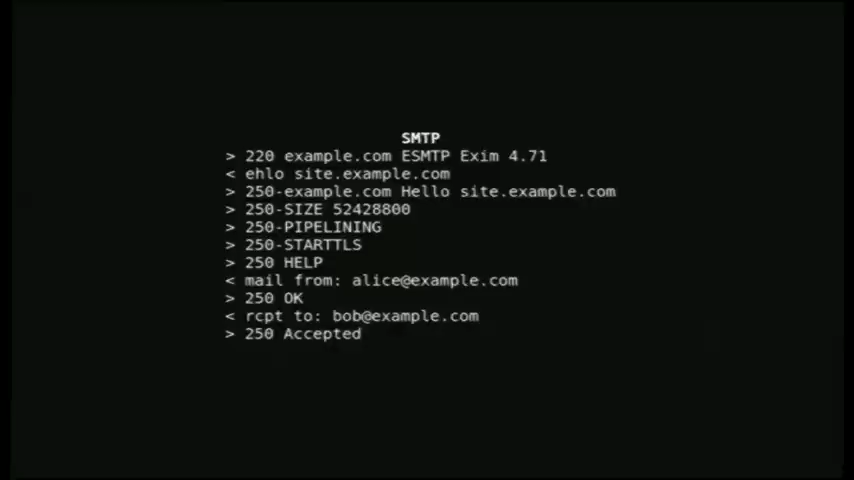 SMTP
> 220 example.com ESMTP Exim 4.71
< ehlo site.example.com
> 250-example.com Hello site.example.com
> 250-SIZE 52428800
> 250-PIPELINING
> 250-STARTTLS
> 250 HELP
< mail from: alice@example.com
> 250 OK
< rcpt to: bob@example.com
> 250 Accepted